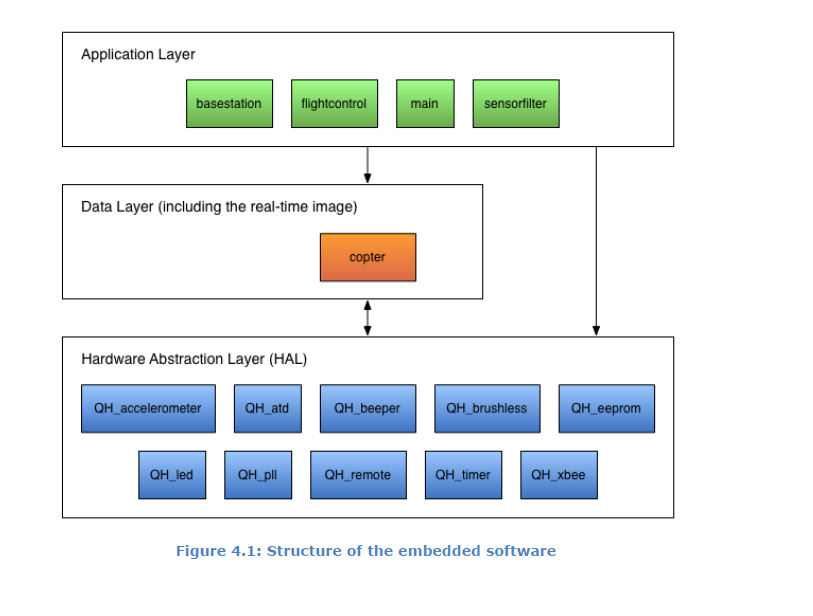 Application Layer
basestation
flightcontrol
main
sensorfilter
Data Layer (including the real-time image)
copter
Hardware Abstraction Layer (HAL)
QH_accelerometer
QH_atd
QH_beeper
QH_brushless
QH_eeprom
QH_led
QH_pll
QH_remote
QH_timer
QH_xbee
Figure 4.1: Structure of the embedded software